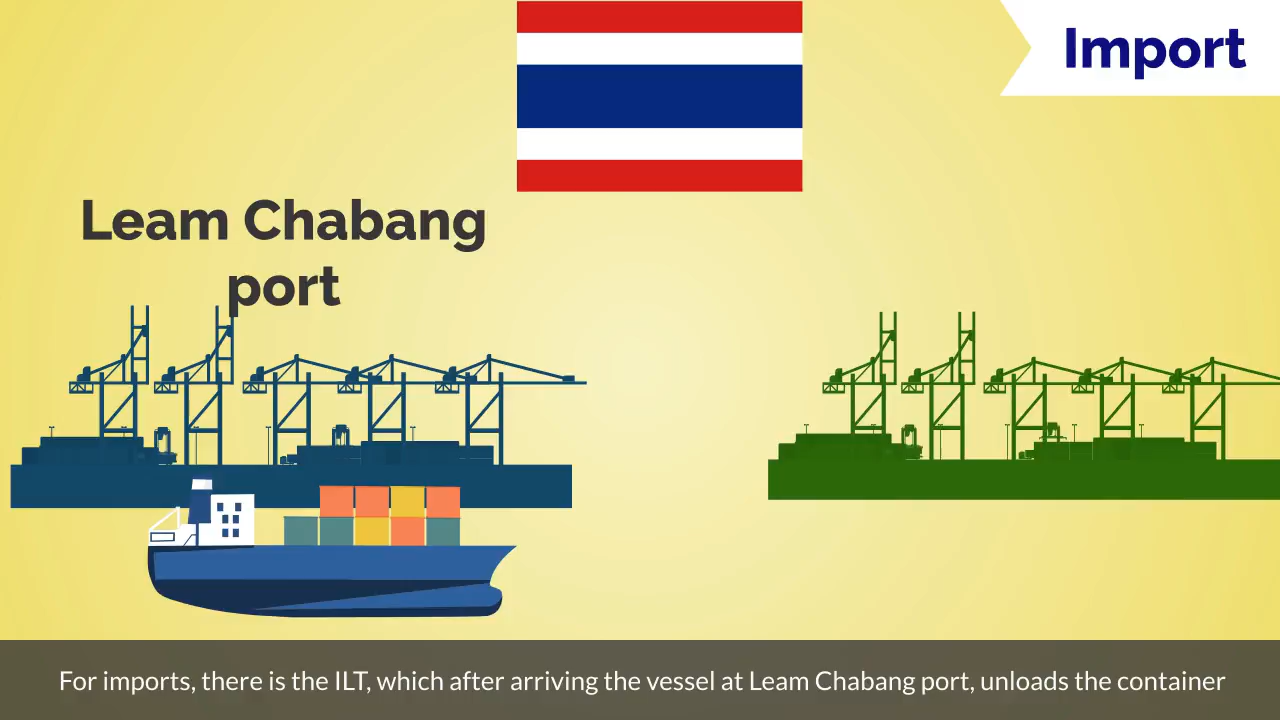 Import
Leam Chabang
port
For imports, there is the ILT, which after arriving the vessel at Leam Chabang port, unloads the container